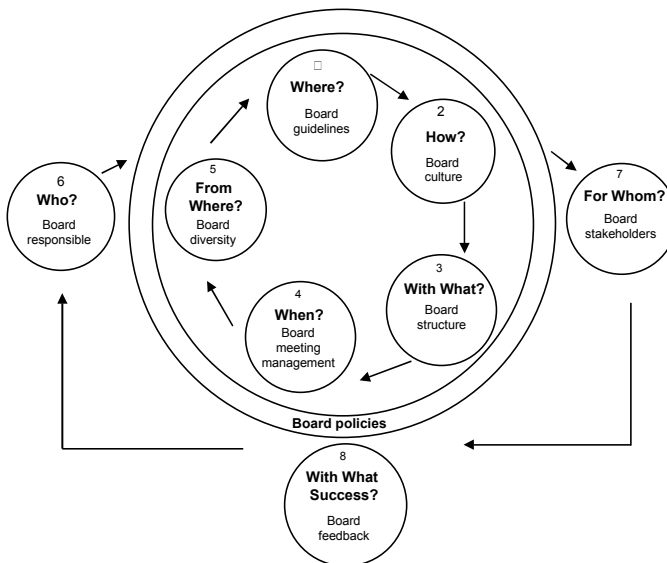 Where?
Board
guidelines
2
How?
Board
culture
3
With What?
Board
structure
4
When?
Board
meeting
management
5
From
Where?
Board
diversity
6
Who?
Board
responsible
7
For Whom?
Board
stakeholders
Board policies
8
With What
Success?
Board
feedback